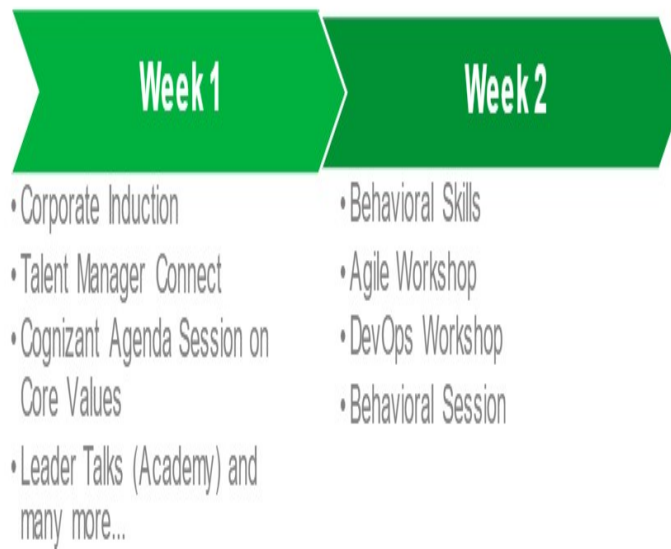 Week 1
• Corporate Induction
• Talent Manager Connect
• Cognizant Agenda Session on
Core Values
• Leader Talks (Academy) and
many more...
Week 2
• Behavioral Skills
• Agile Workshop
• DevOps Workshop
• Behavioral Session